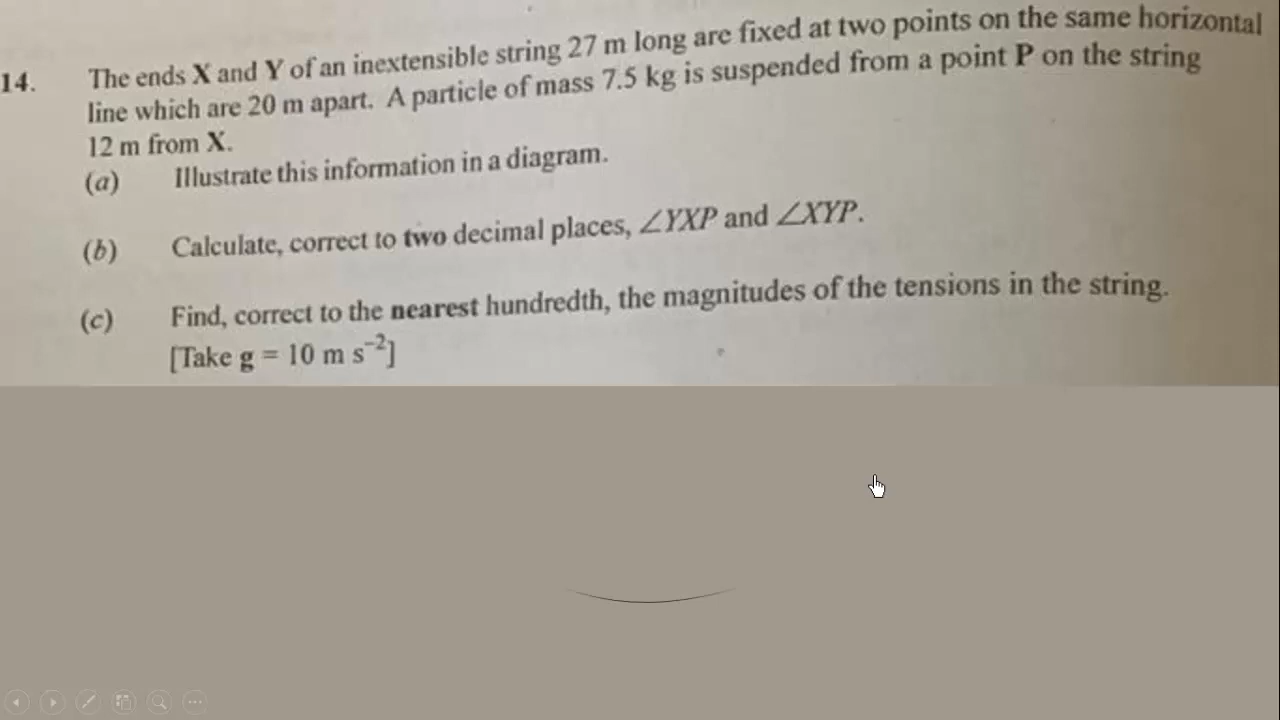 14. The ends X and Y of an inextensible string 27 m long are fixed at two points on the same horizontal
line which are 20 m apart. A particle of mass 7.5 kg is suspended from a point P on the string
12 m from X.
(a) Illustrate this information in a diagram.
(b) Calculate, correct to two decimal places, ∠YXP and ∠XYP.
(c) Find, correct to the nearest hundredth, the magnitudes of the tensions in the string.
[Take g = 10 m s⁻²]